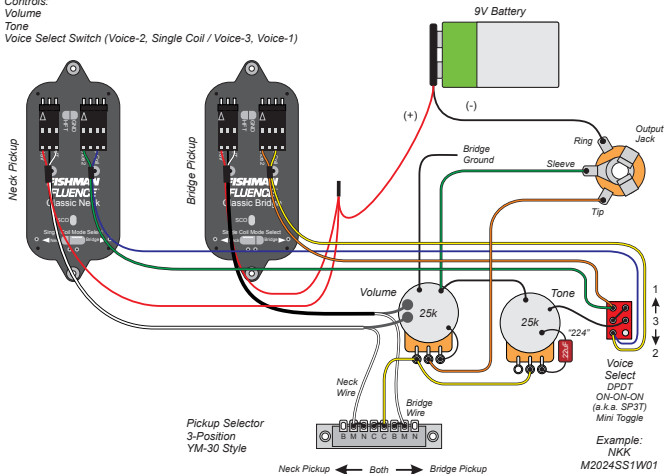 Controls:
Volume
Tone
Voice Select Switch (Voice-2, Single Coil / Voice-3, Voice-1)
9V Battery
(+)
(-)
Ring
Output
Jack
Sleeve
Tip
Bridge
Ground
Neck Pickup
Bridge Pickup
FISHMAN
FLUENCE
Classic Neck
SCO
Single Coil Mode Select
FISHMAN
FLUENCE
Classic Bridge
SCO
Single Coil Mode Select
Bridge
Volume
25k
Tone
25k
"224"
.22uF
1
3
2
Voice
Select
DPDT
ON-ON-ON
(a.k.a. SP3T)
Mini Toggle
Example:
NKK
M2024SS1W01
Neck
Wire
Bridge
Wire
Pickup Selector
3-Position
YM-30 Style
B M N C C B M N
Neck Pickup Both Bridge Pickup